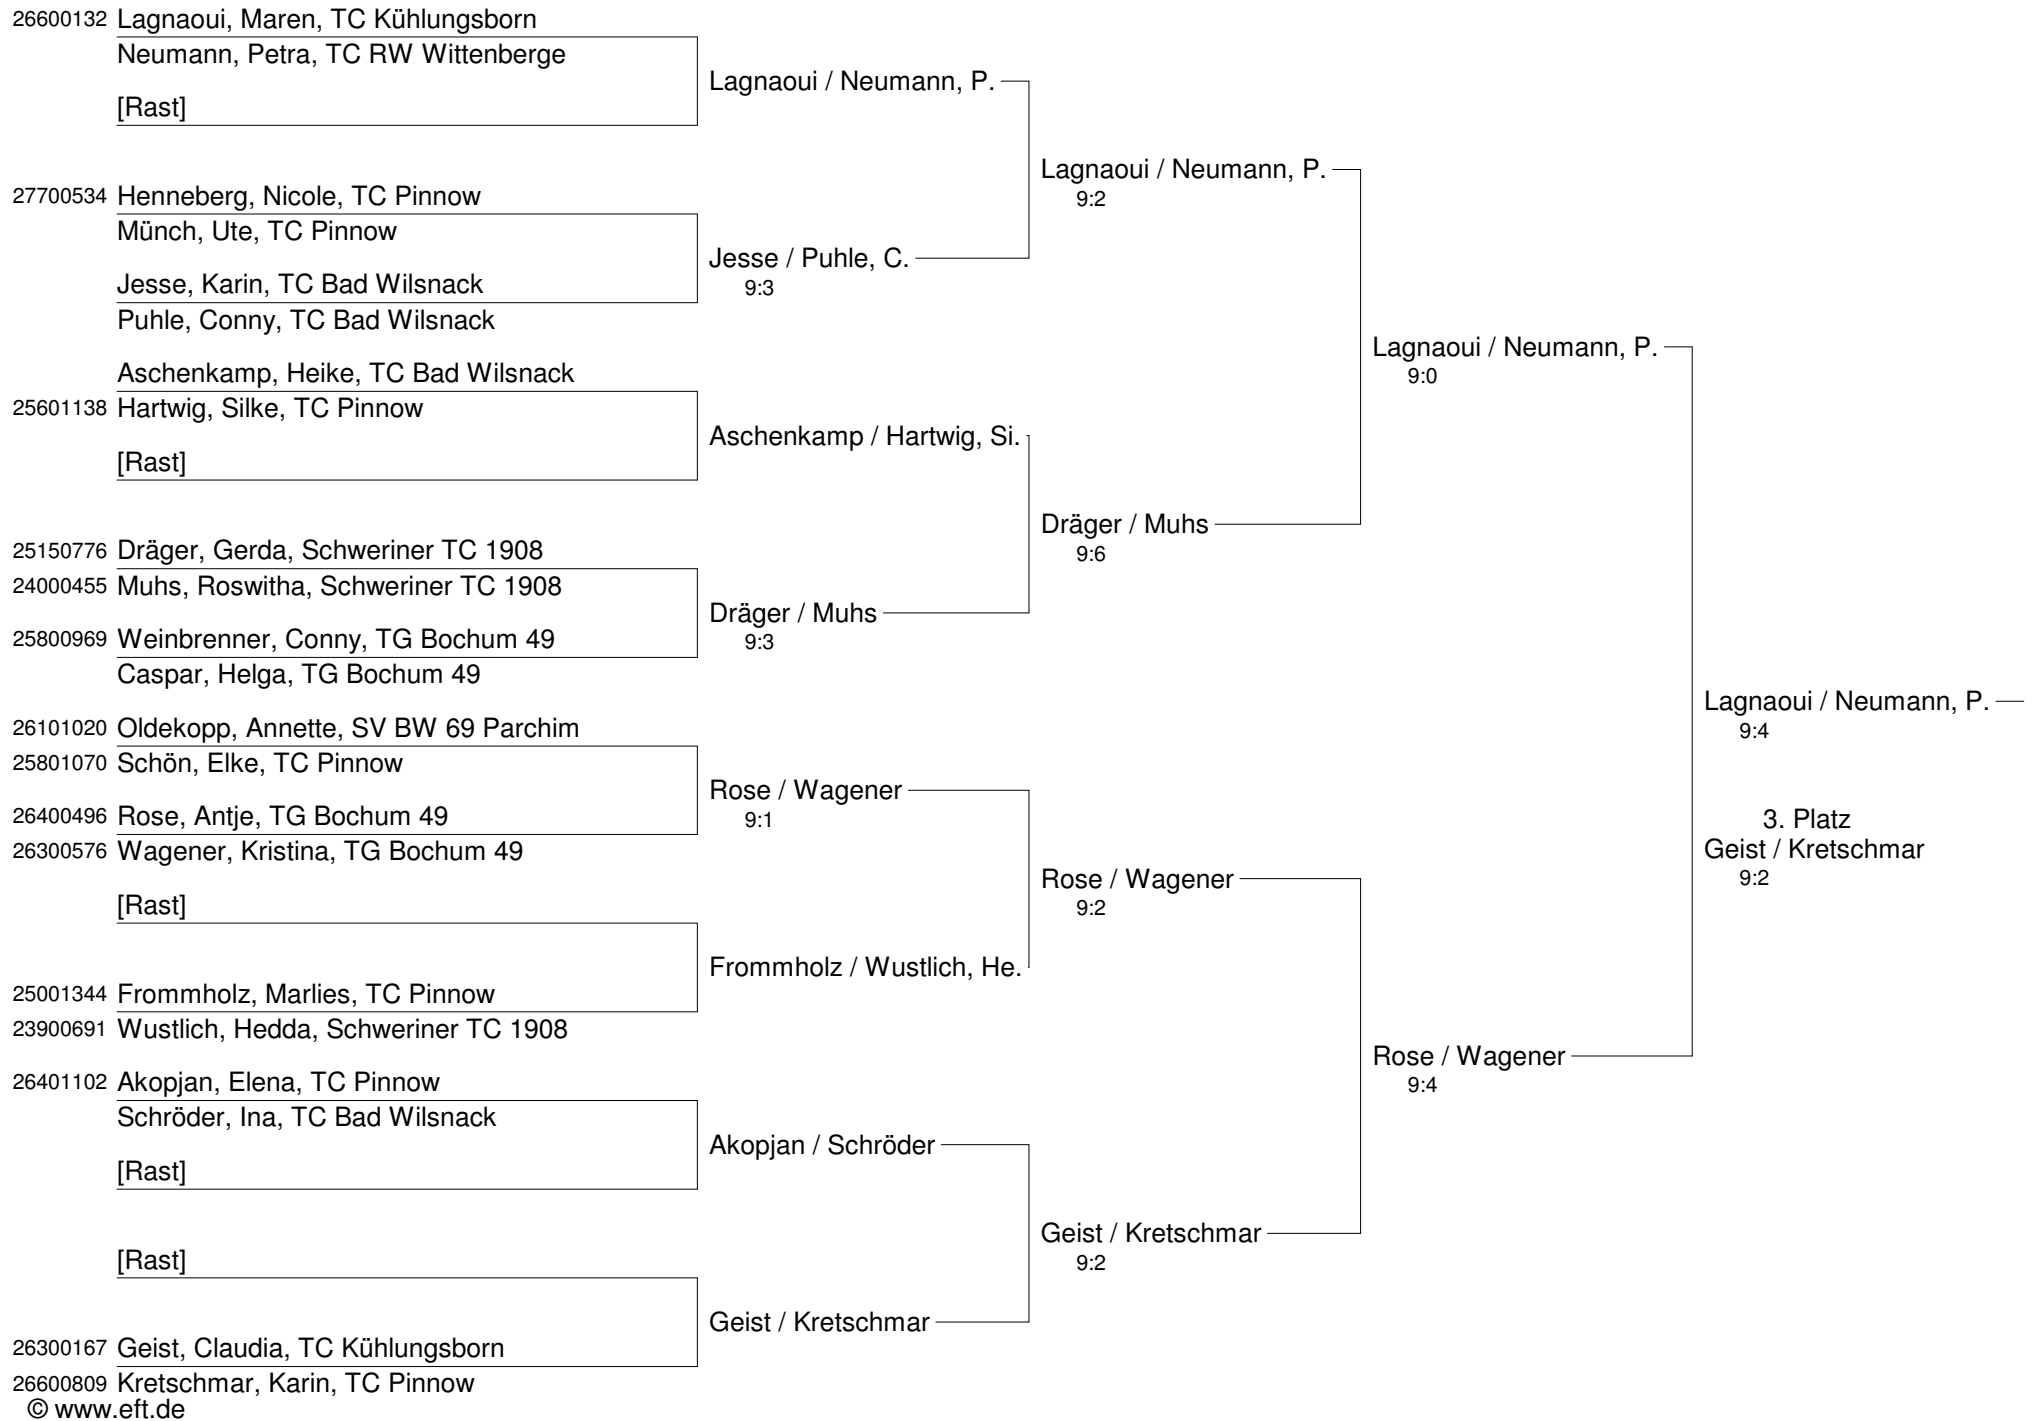 26600132 Lagnaoui, Maren, TC Kühlungsborn
Neumann, Petra, TC RW Wittenberge
Lagnaoui / Neumann, P.
[Rast]
Lagnaoui / Neumann, P.
9:2
27700534 Henneberg, Nicole, TC Pinnow
Münch, Ute, TC Pinnow
Jesse / Puhle, C.
9:3
Jesse, Karin, TC Bad Wilsnack
Puhle, Conny, TC Bad Wilsnack
Lagnaoui / Neumann, P.
9:0
Aschenkamp, Heike, TC Bad Wilsnack
25601138 Hartwig, Silke, TC Pinnow
Aschenkamp / Hartwig, Si.
[Rast]
Dräger / Muhs
9:6
25150776 Dräger, Gerda, Schweriner TC 1908
24000455 Muhs, Roswitha, Schweriner TC 1908
Dräger / Muhs
9:3
25800969 Weinbrenner, Conny, TG Bochum 49
Caspar, Helga, TG Bochum 49
Lagnaoui / Neumann, P.
9:4
26101020 Oldekopp, Annette, SV BW 69 Parchim
25801070 Schön, Elke, TC Pinnow
Rose / Wagener
9:1
26400496 Rose, Antje, TG Bochum 49
26300576 Wagener, Kristina, TG Bochum 49
3. Platz
Geist / Kretschmar
9:2
Rose / Wagener
9:2
[Rast]
Frommholz / Wustlich, He.
25001344 Frommholz, Marlies, TC Pinnow
23900691 Wustlich, Hedda, Schweriner TC 1908
Rose / Wagener
9:4
26401102 Akopjan, Elena, TC Pinnow
Schröder, Ina, TC Bad Wilsnack
Akopjan / Schröder
[Rast]
Geist / Kretschmar
9:2
[Rast]
Geist / Kretschmar
26300167 Geist, Claudia, TC Kühlungsborn
26600809 Kretschmar, Karin, TC Pinnow
© www.eft.de